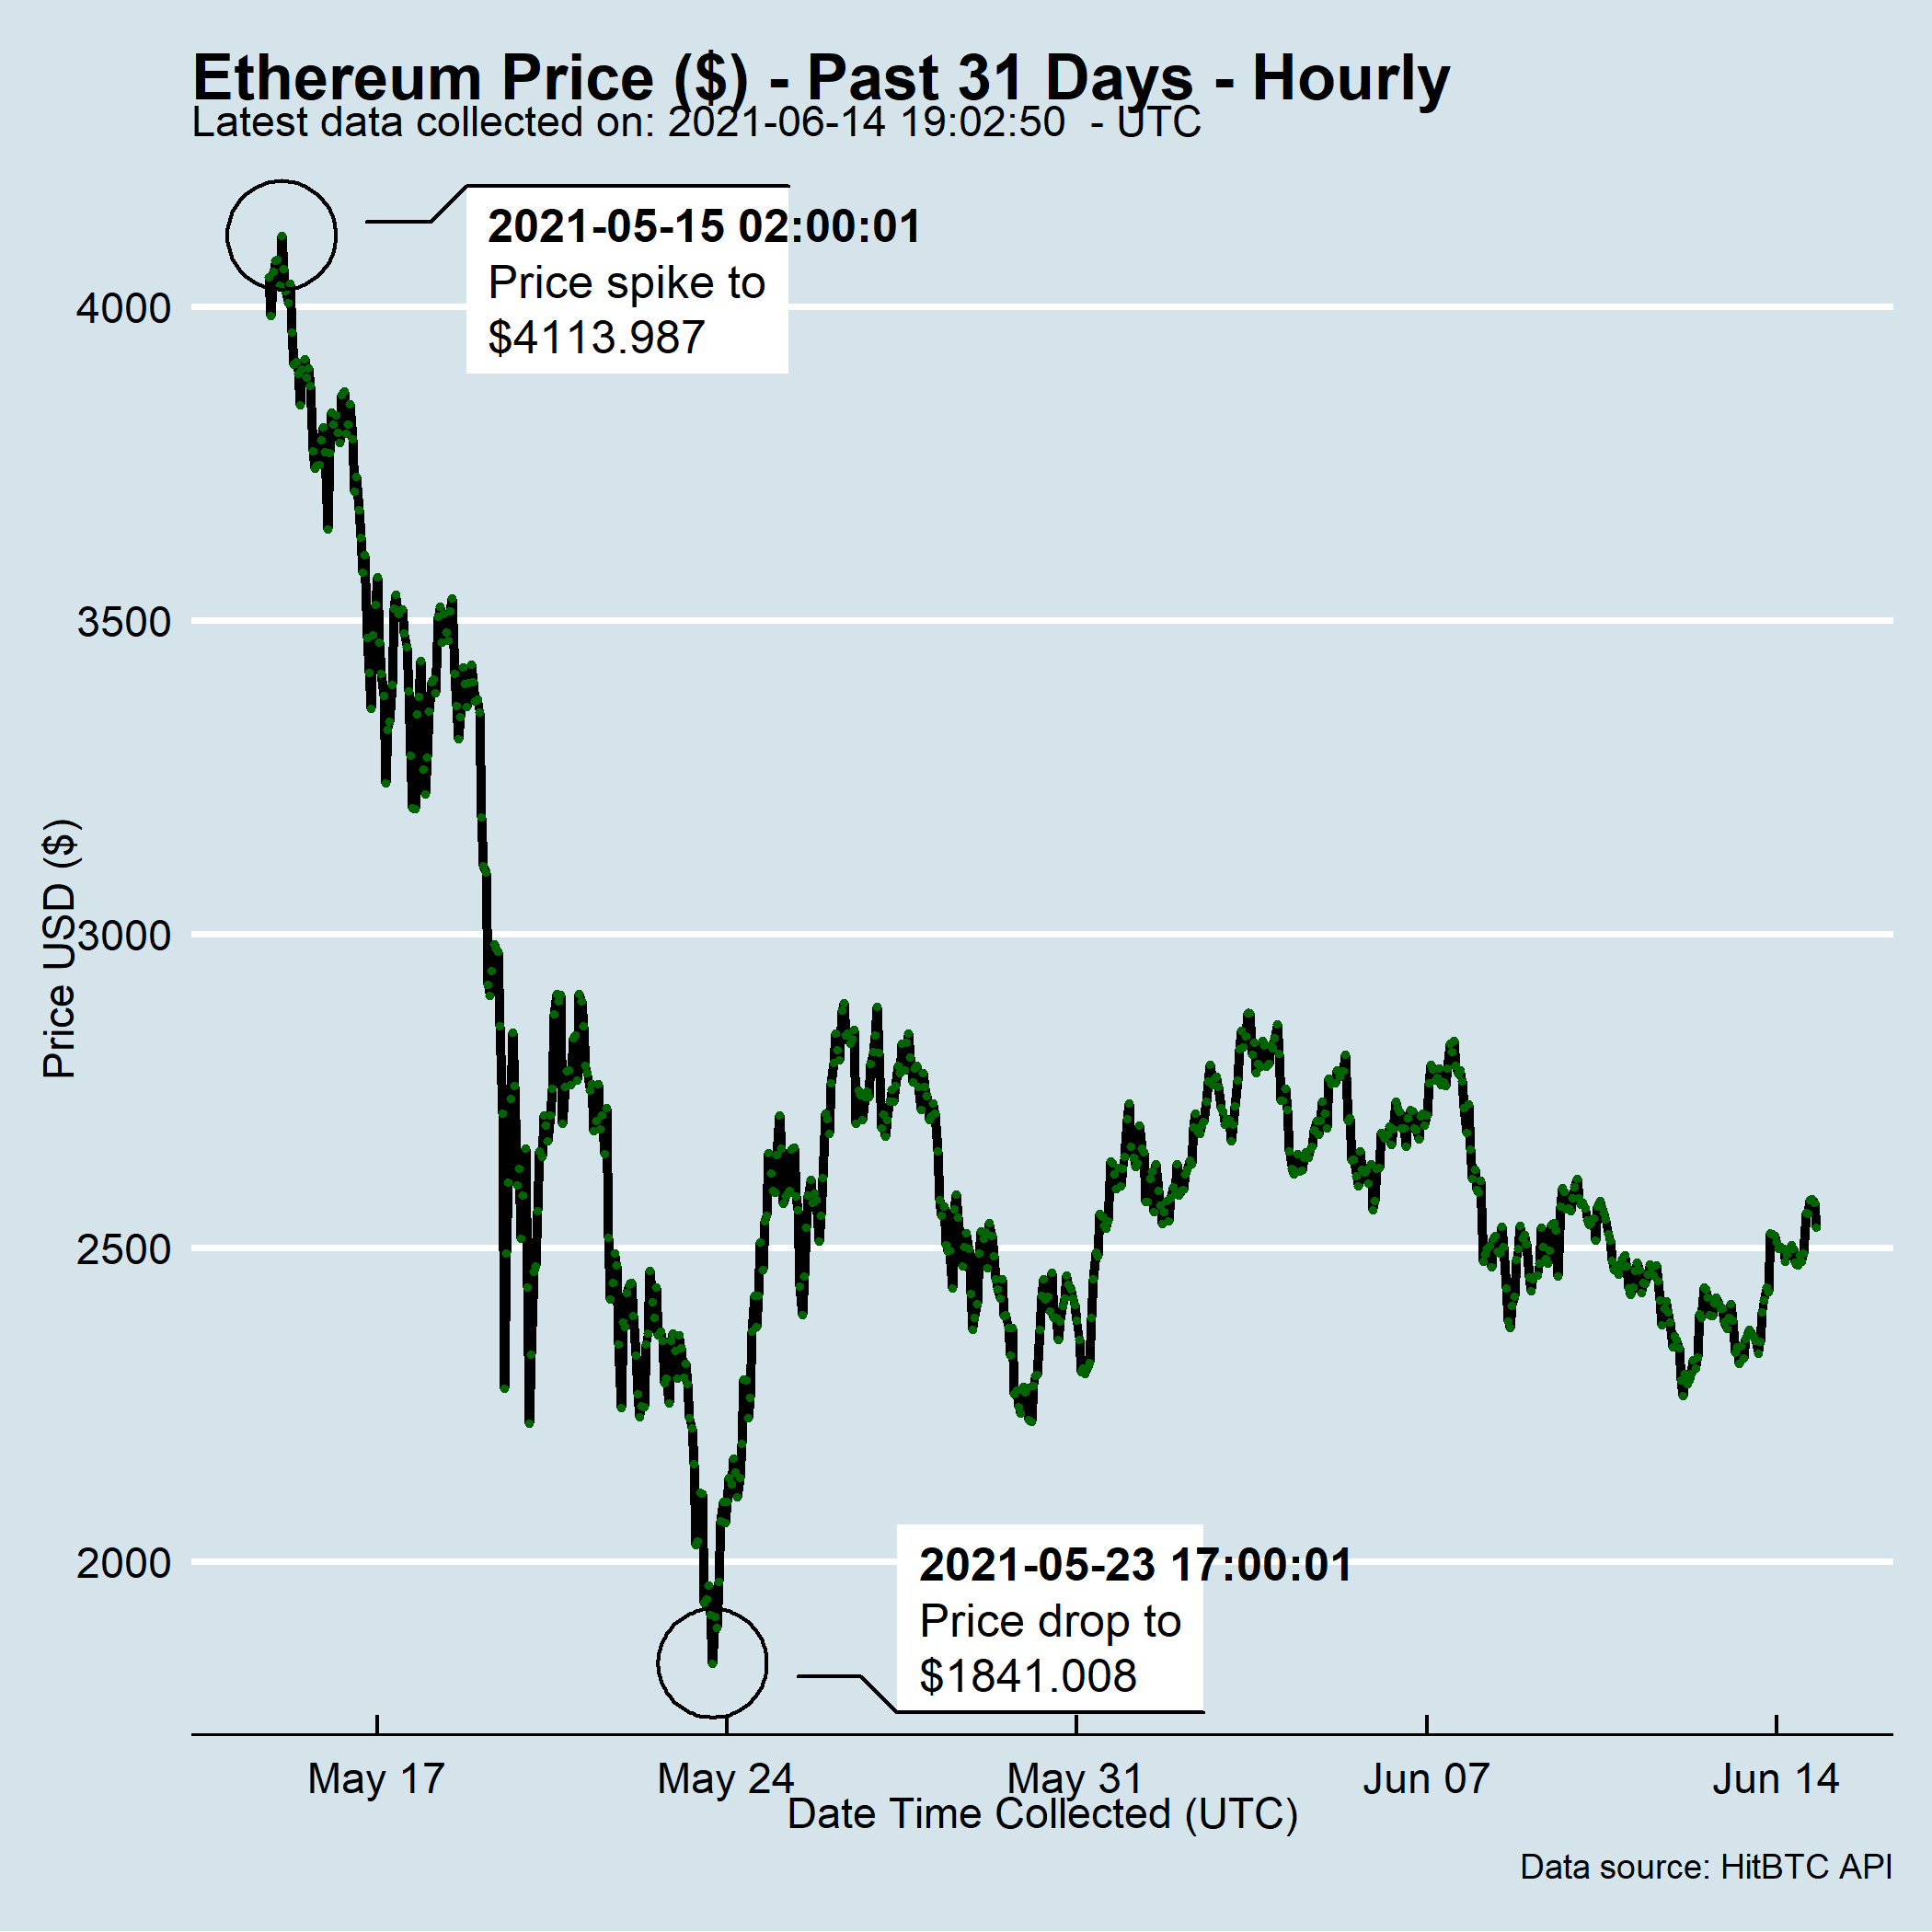 Ethereum Price ($) - Past 31 Days - Hourly
Latest data collected on: 2021-06-14 19:02:50  - UTC
2021-05-15 02:00:01
Price spike to
$4113.987
4000
3500
3000
2500
2000
Price USD ($)
2021-05-23 17:00:01
Price drop to
$1841.008
May 17
May 24
May 31
Jun 07
Jun 14
Date Time Collected (UTC)
Data source: HitBTC API